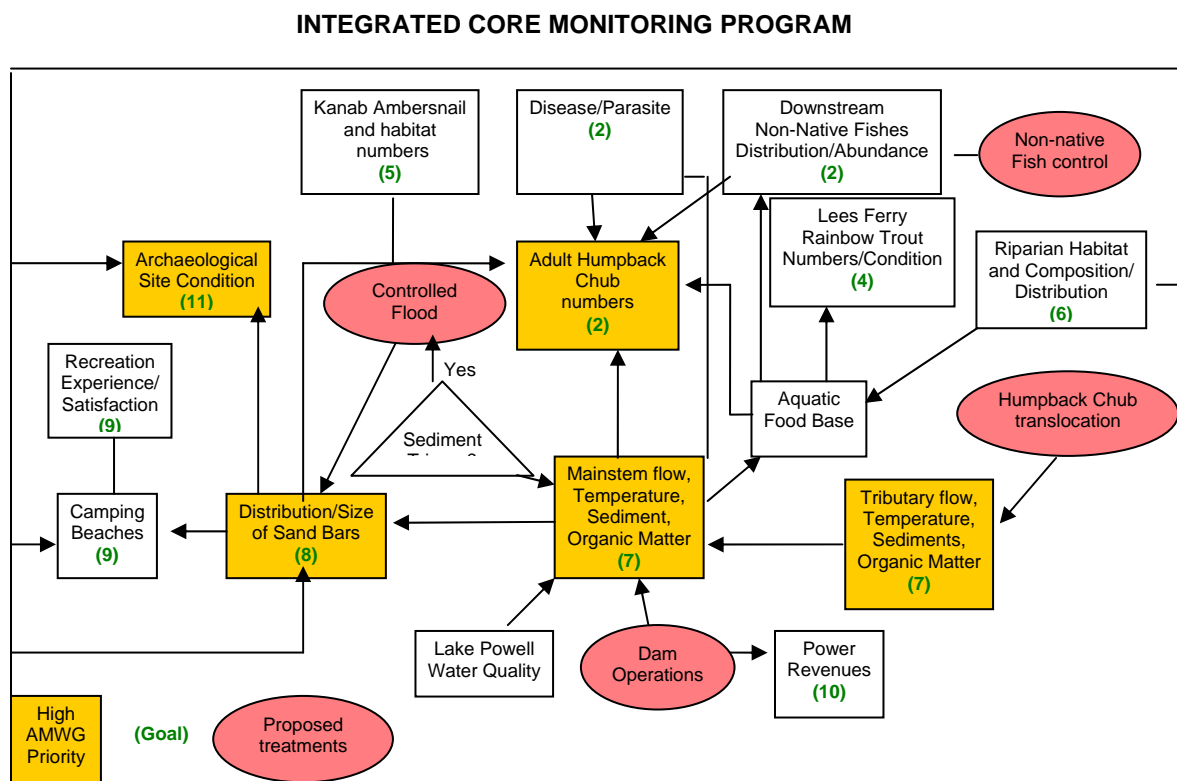 INTEGRATED CORE MONITORING PROGRAM
Kanab Ambersnail
and habitat
numbers
(5)
Disease/Parasite
(2)
Downstream
Non-Native Fishes
Distribution/Abundance
(2)
Non-native
Fish control
Archaeological
Site Condition
(11)
Controlled
Flood
Adult Humpback
Chub
numbers
(2)
Lees Ferry
Rainbow Trout
Numbers/Condition
(4)
Riparian Habitat
and Composition/
Distribution
(6)
Recreation
Experience/
Satisfaction
(9)
Yes
Sediment
Aquatic
Food Base
Humpback Chub
translocation
Camping
Beaches
(9)
Distribution/Size
of Sand Bars
(8)
Mainstem flow,
Temperature,
Sediment,
Organic Matter
(7)
Tributary flow,
Temperature,
Sediments,
Organic Matter
(7)
Lake Powell
Water Quality
Dam
Operations
Power
Revenues
(10)
High
AMWG
Priority
(Goal)
Proposed
treatments